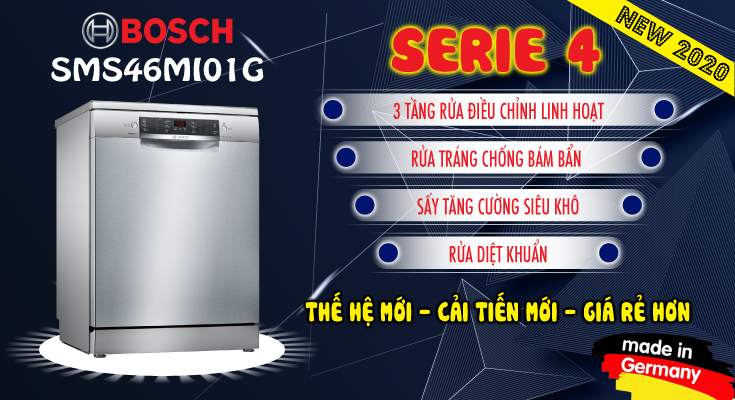 BOSCH
SMS46MI01G
SERIE 4
NEW 2020
3 TẦNG RỬA ĐIỀU CHỈNH LINH HOẠT
RỬA TRÁNG CHỐNG BÁM BẨN
SẤY TĂNG CƯỜNG SIÊU KHÔ
RỬA DIỆT KHUẨN
THẾ HỆ MỚI - CẢI TIẾN MỚI - GIÁ RẺ HƠN
made in
Germany